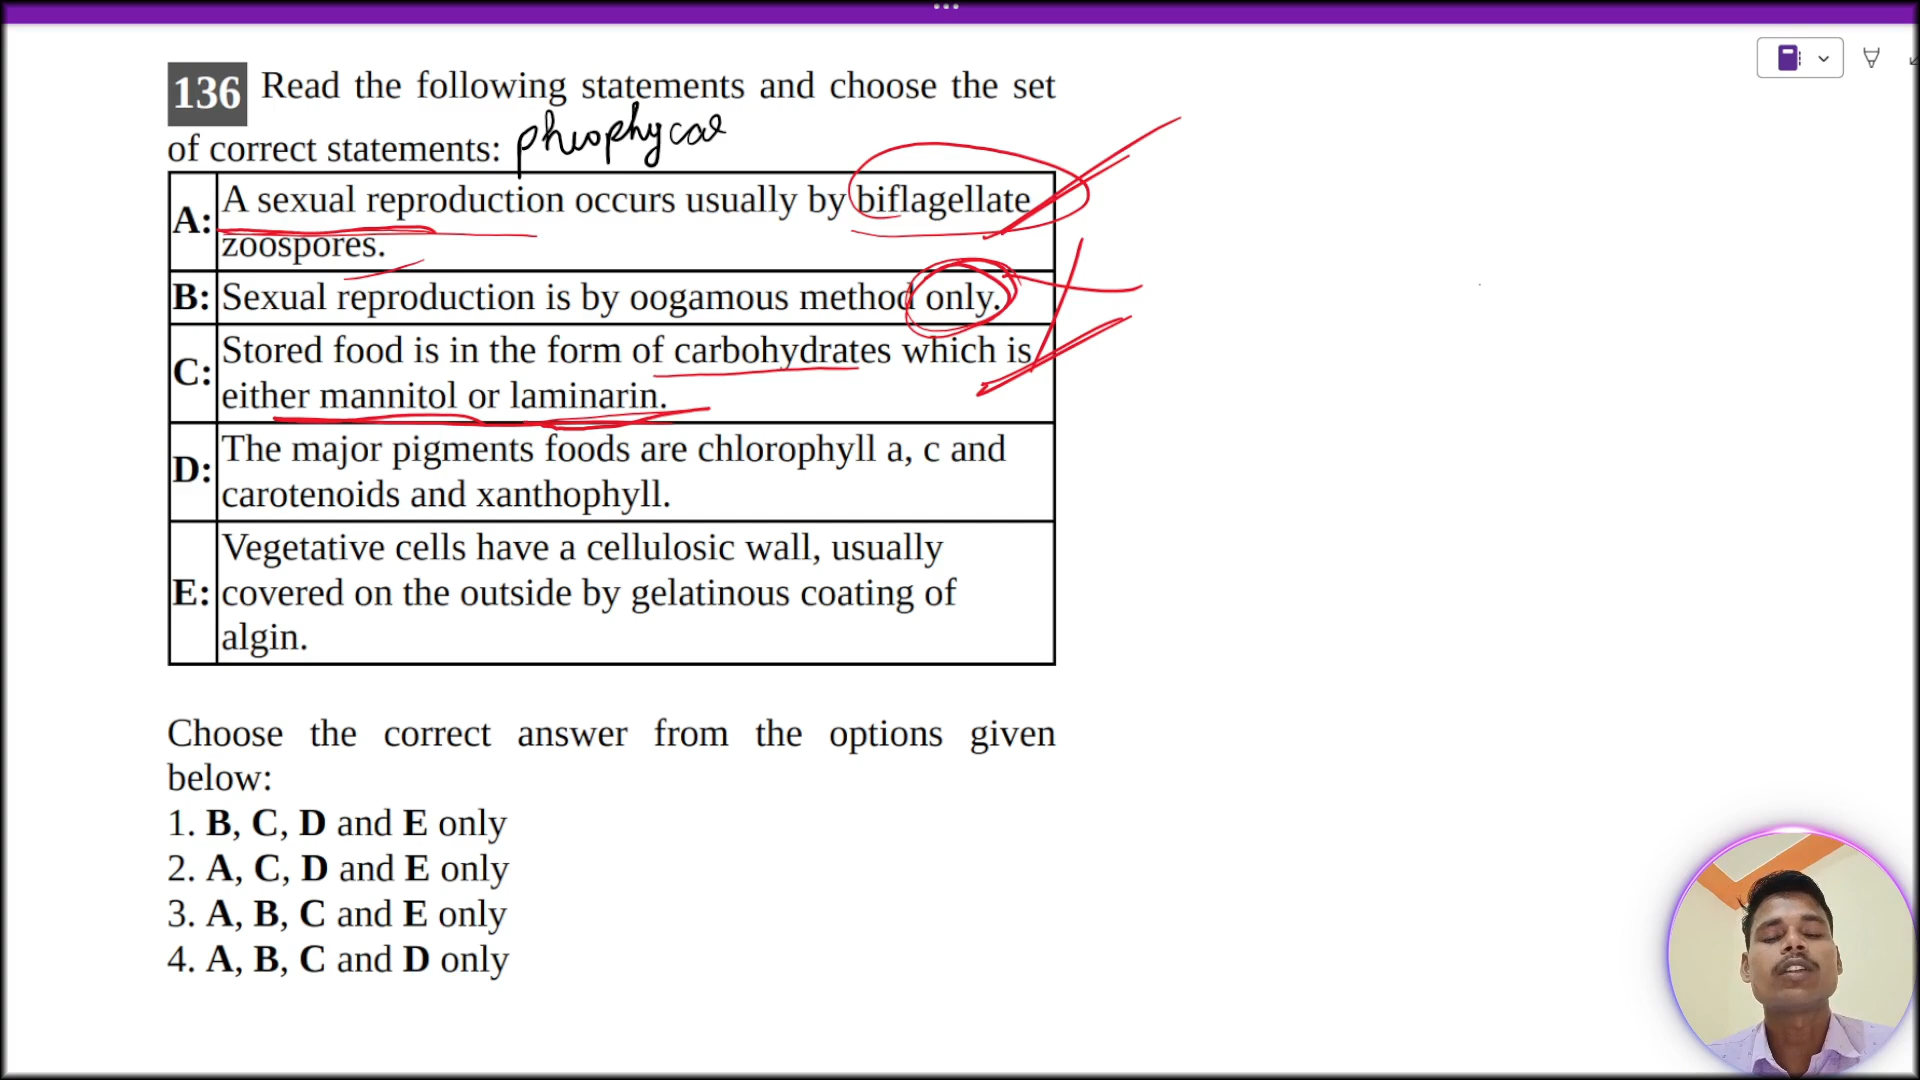 136 Read the following statements and choose the set
of correct statements: pheophycae
A: A sexual reproduction occurs usually by biflagellate
zoospores.
B: Sexual reproduction is by oogamous method only.
C: Stored food is in the form of carbohydrates which is
either mannitol or laminarin.
D: The major pigments foods are chlorophyll a, c and
carotenoids and xanthophyll.
E: Vegetative cells have a cellulosic wall, usually
covered on the outside by gelatinous coating of
algin.
Choose the correct answer from the options given
below:
1. B, C, D and E only
2. A, C, D and E only
3. A, B, C and E only
4. A, B, C and D only